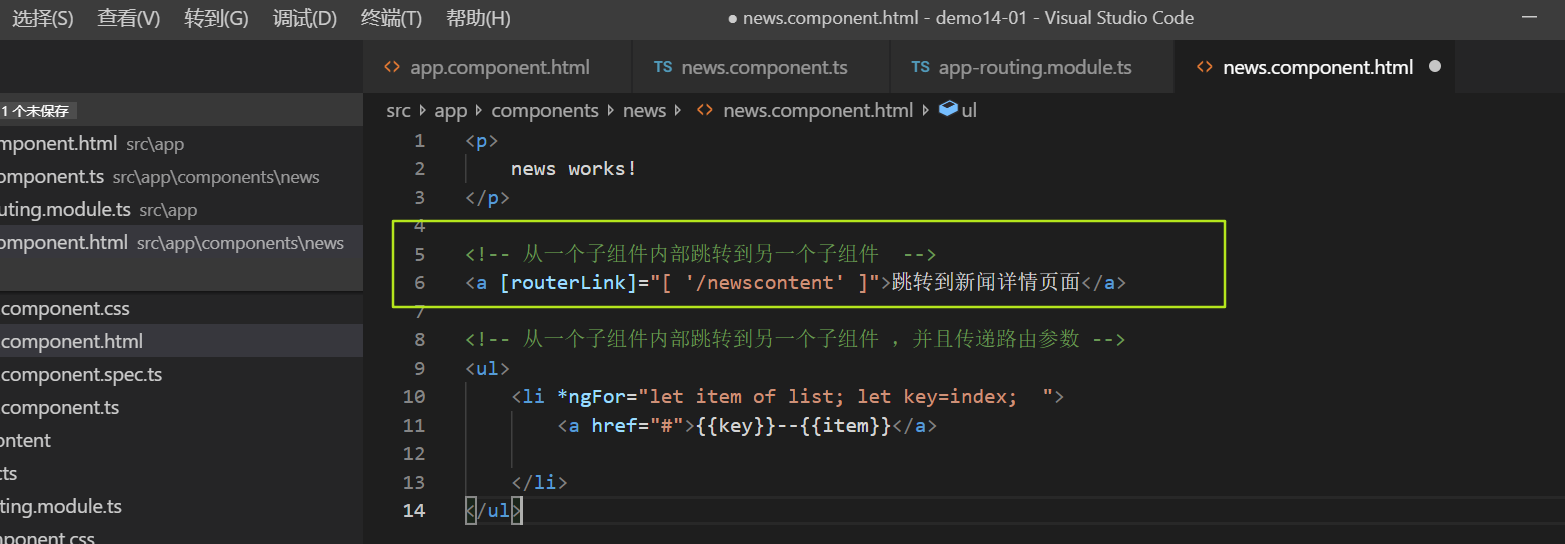 选择(S) 查看(V) 转到(G) 调试(D) 终端(T) 帮助(H) ● news.component.html - demo14-01 - Visual Studio Code
app.component.html TS news.component.ts TS app-routing.module.ts news.component.html
1 个未保存
mponent.html src\app
omponent.ts src\app\components\news
uting.module.ts src\app
omponent.html src\app\components\news
component.css
component.html
component.spec.ts
component.ts
ontent
ts
ting.module.ts
mponent.css
src > app > components > news > <> news.component.html > ul
1 <p>
2 news works!
3 </p>
4
5 <!-- 从一个子组件内部跳转到另一个子组件  -->
6 <a [routerLink]="[ '/newscontent' ]">跳转到新闻详情页面</a>
7
8 <!-- 从一个子组件内部跳转到另一个子组件 ，并且传递路由参数 -->
9 <ul>
10 <li *ngFor="let item of list; let key=index;  ">
11 <a href="#">{{key}}--{{item}}</a>
12
13 </li>
14 </ul>